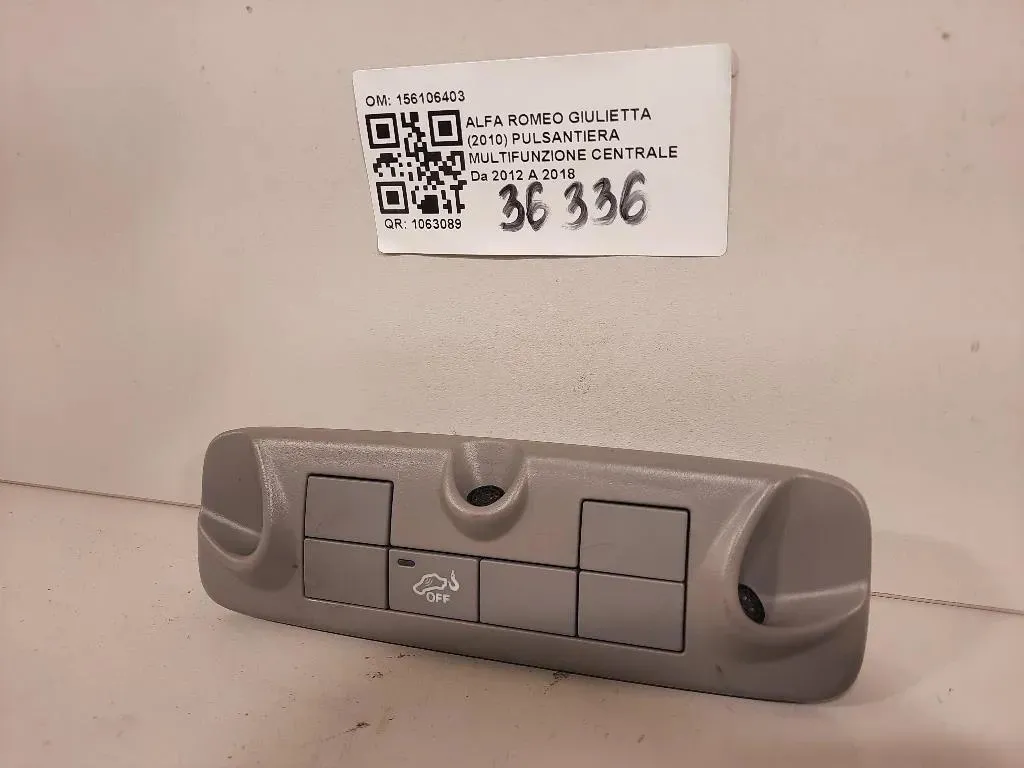 OM: 156106403
ALFA ROMEO GIULIETTA
(2010) PULSANTIERA
MULTIFUNZIONE CENTRALE
Da 2012 A 2018
36 336
QR: 1063089
OFF